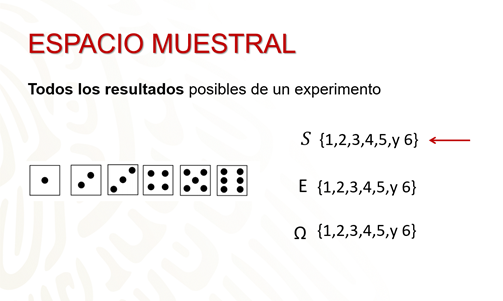 ESPACIO MUESTRAL
Todos los resultados posibles de un experimento
S {1,2,3,4,5,y 6}
E {1,2,3,4,5,y 6}
Ω {1,2,3,4,5,y 6}